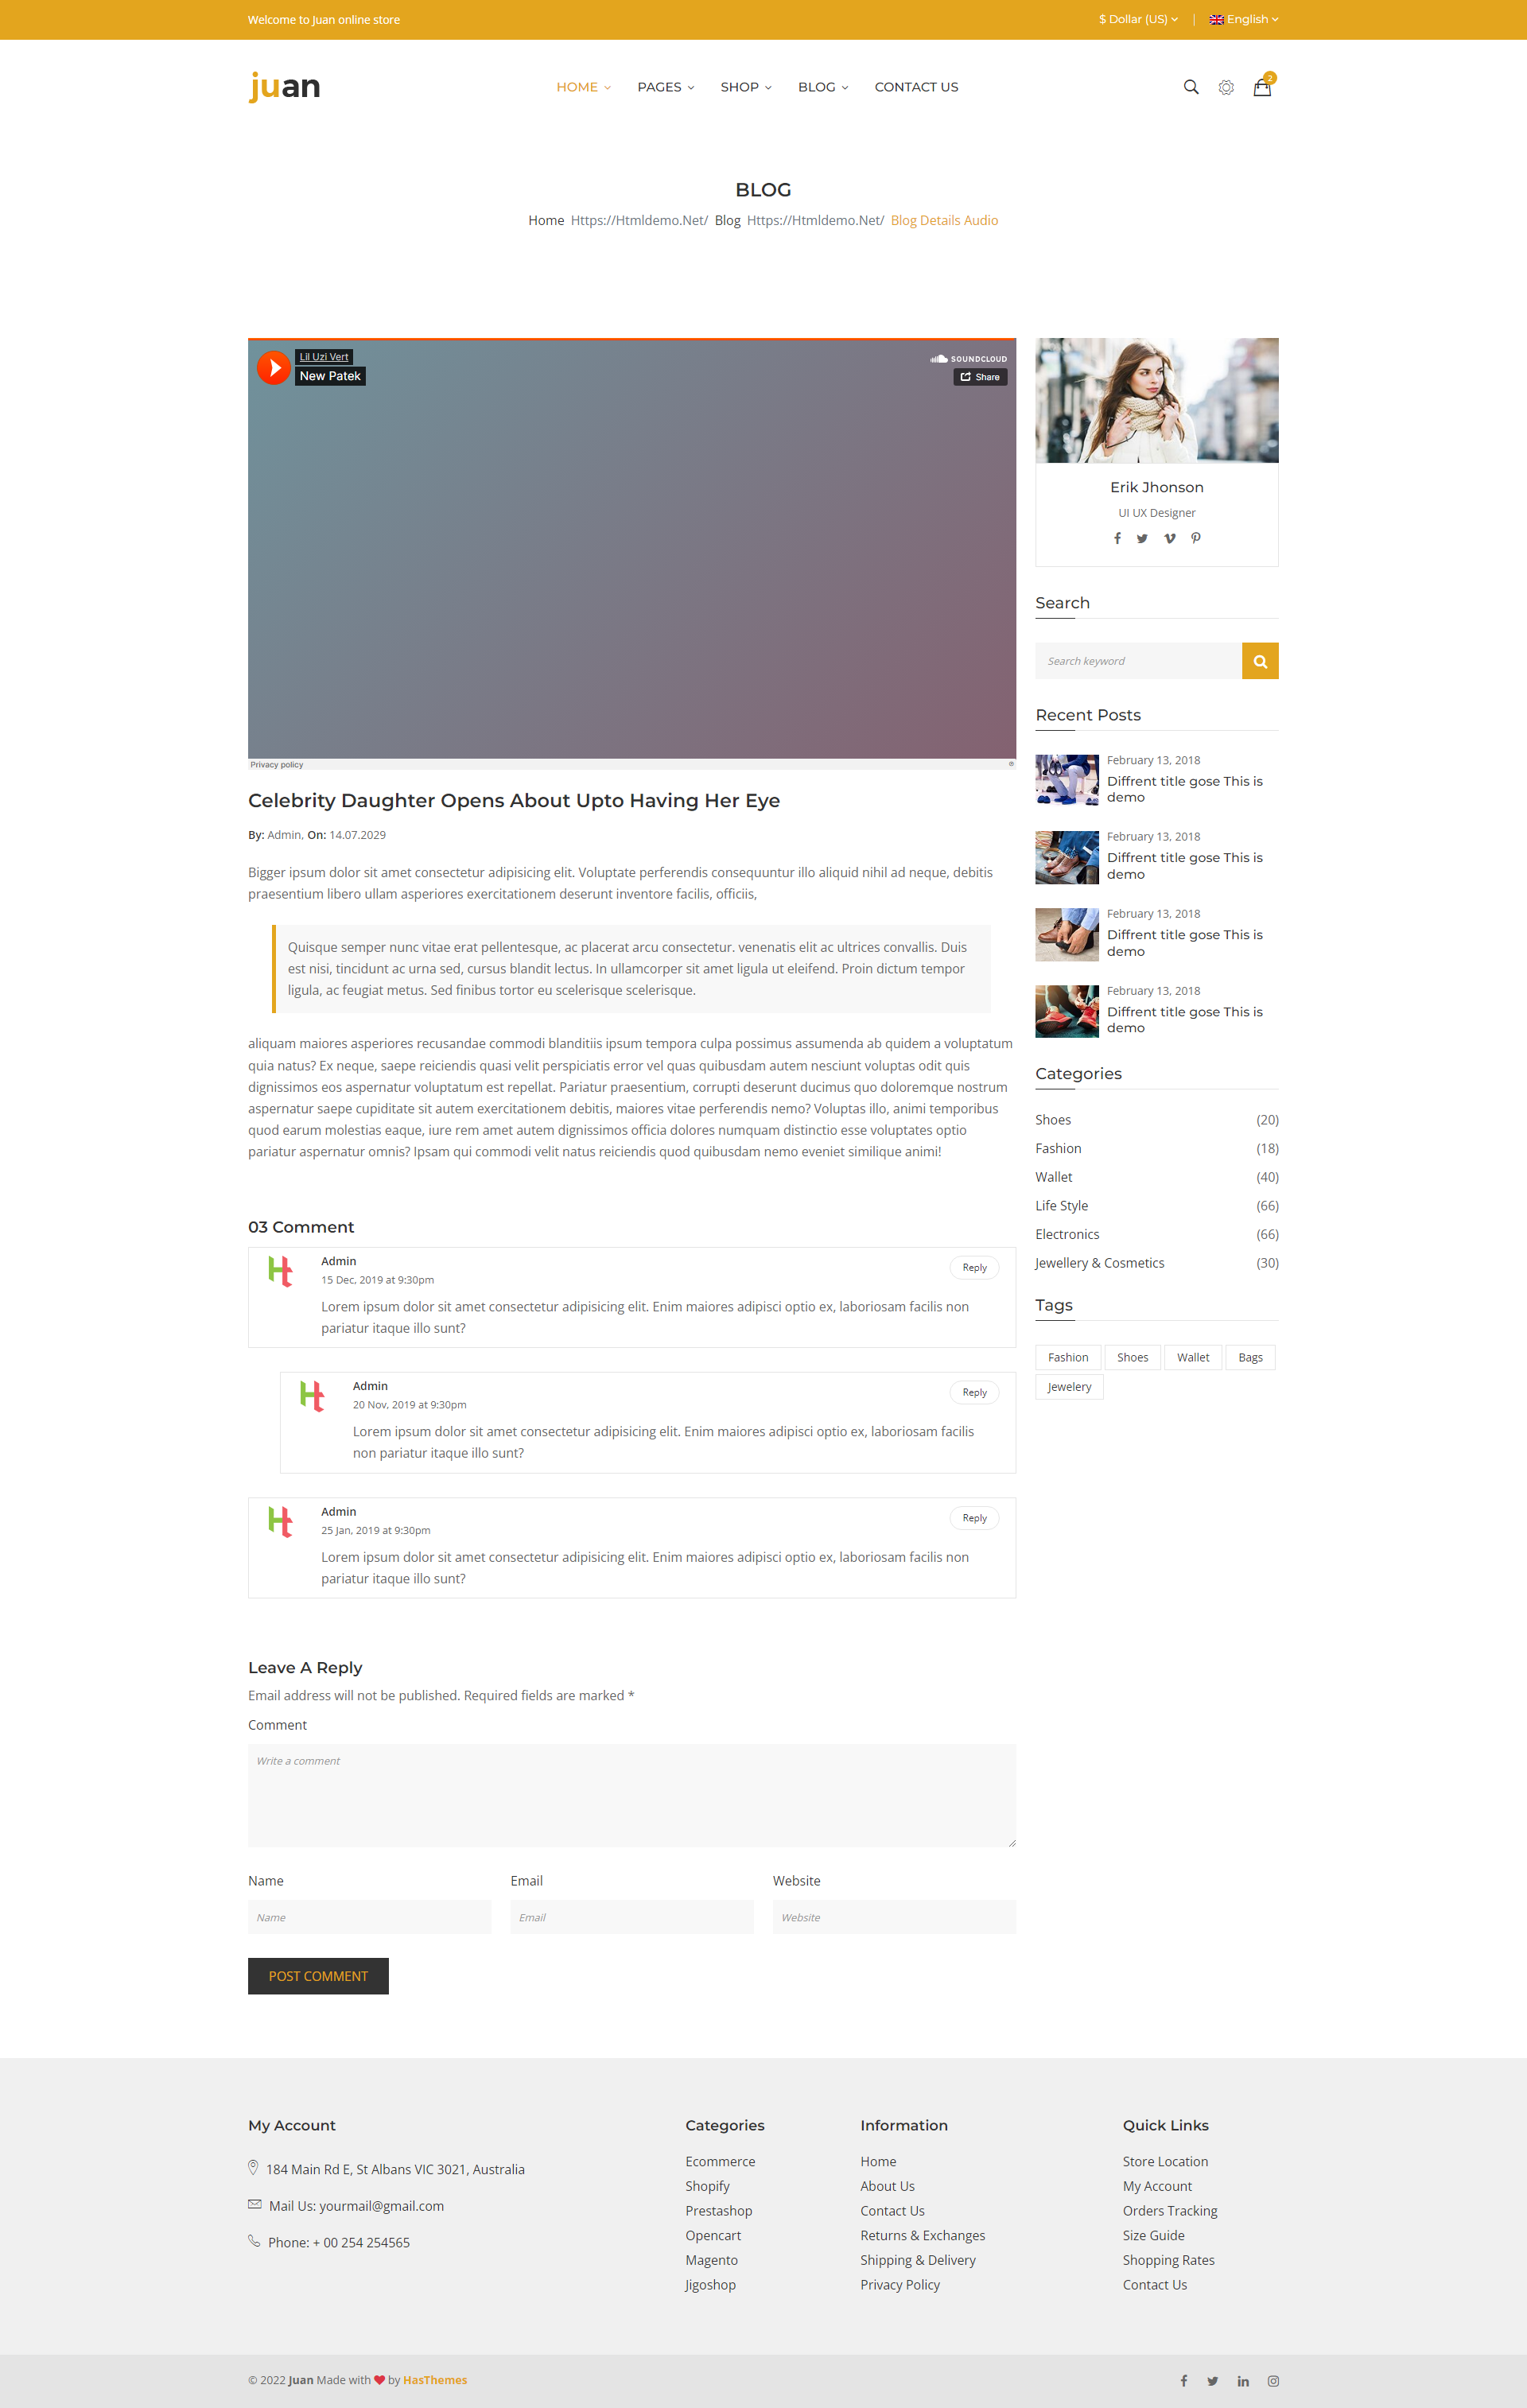 Welcome to Juan online store
$ Dollar (US)
English
juan
HOME
PAGES
SHOP
BLOG
CONTACT US
2
BLOG
Home Https://Htmldemo.Net/ Blog Https://Htmldemo.Net/ Blog Details Audio
Lil Uzi Vert
New Patek
SOUNDCLOUD
Share
Privacy policy
Celebrity Daughter Opens About Upto Having Her Eye
By: Admin, On: 14.07.2029
Bigger ipsum dolor sit amet consectetur adipisicing elit. Voluptate perferendis consequuntur illo aliquid nihil ad neque, debitis
praesentium libero ullam asperiores exercitationem deserunt inventore facilis, officiis,
Quisque semper nunc vitae erat pellentesque, ac placerat arcu consectetur. venenatis elit ac ultrices convallis. Duis
est nisi, tincidunt ac urna sed, cursus blandit lectus. In ullamcorper sit amet ligula ut eleifend. Proin dictum tempor
ligula, ac feugiat metus. Sed finibus tortor eu scelerisque scelerisque.
aliquam maiores asperiores recusandae commodi blanditiis ipsum tempora culpa possimus assumenda ab quidem a voluptatum
quia natus? Ex neque, saepe reiciendis quasi velit perspiciatis error vel quas quibusdam autem nesciunt voluptas odit quis
dignissimos eos aspernatur voluptatum est repellat. Pariatur praesentium, corrupti deserunt ducimus quo doloremque nostrum
aspernatur saepe cupiditate sit autem exercitationem debitis, maiores vitae perferendis nemo? Voluptas illo, animi temporibus
quod earum molestias eaque, iure rem amet autem dignissimos officia dolores numquam distinctio esse voluptates optio
pariatur aspernatur omnis? Ipsam qui commodi velit natus reiciendis quod quibusdam nemo eveniet similique animi!
03 Comment
Admin
Reply
15 Dec, 2019 at 9:30pm
Lorem ipsum dolor sit amet consectetur adipisicing elit. Enim maiores adipisci optio ex, laboriosam facilis non
pariatur itaque illo sunt?
Admin
Reply
20 Nov, 2019 at 9:30pm
Lorem ipsum dolor sit amet consectetur adipisicing elit. Enim maiores adipisci optio ex, laboriosam facilis
non pariatur itaque illo sunt?
Admin
Reply
25 Jan, 2019 at 9:30pm
Lorem ipsum dolor sit amet consectetur adipisicing elit. Enim maiores adipisci optio ex, laboriosam facilis non
pariatur itaque illo sunt?
Leave A Reply
Email address will not be published. Required fields are marked *
Comment
Write a comment
Name
Email
Website
Name
Email
Website
POST COMMENT
Erik Jhonson
UI UX Designer
Search
Search keyword
Recent Posts
February 13, 2018
Diffrent title gose This is
demo
February 13, 2018
Diffrent title gose This is
demo
February 13, 2018
Diffrent title gose This is
demo
February 13, 2018
Diffrent title gose This is
demo
Categories
Shoes (20)
Fashion (18)
Wallet (40)
Life Style (66)
Electronics (66)
Jewellery & Cosmetics (30)
Tags
Fashion
Shoes
Wallet
Bags
Jewelery
My Account
184 Main Rd E, St Albans VIC 3021, Australia
Mail Us: yourmail@gmail.com
Phone: + 00 254 254565
Categories
Ecommerce
Shopify
Prestashop
Opencart
Magento
Jigoshop
Information
Home
About Us
Contact Us
Returns & Exchanges
Shipping & Delivery
Privacy Policy
Quick Links
Store Location
My Account
Orders Tracking
Size Guide
Shopping Rates
Contact Us
© 2022 Juan Made with ❤ by HasThemes